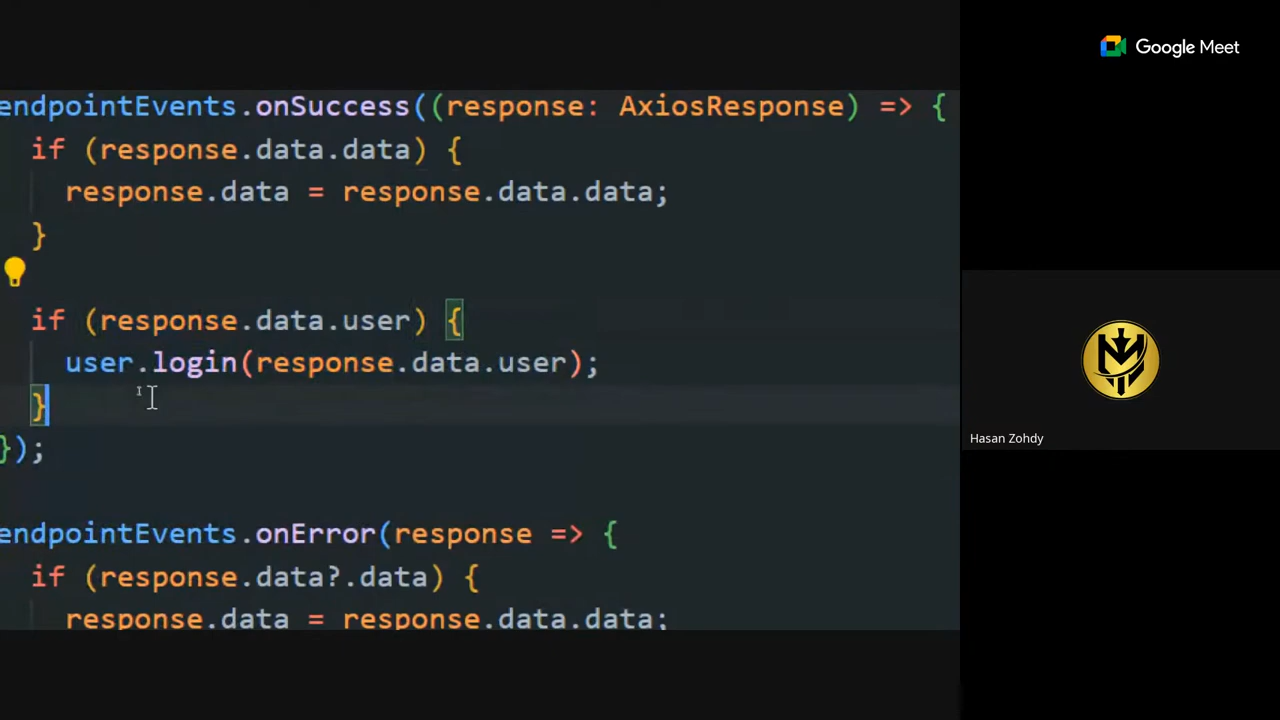 Google Meet
endpointEvents.onSuccess((response: AxiosResponse) => {
if (response.data.data) {
response.data = response.data.data;
}
if (response.data.user) {
user.login(response.data.user);
}
});
endpointEvents.onError(response => {
if (response.data?.data) {
response.data = response.data.data;
Hasan Zohdy